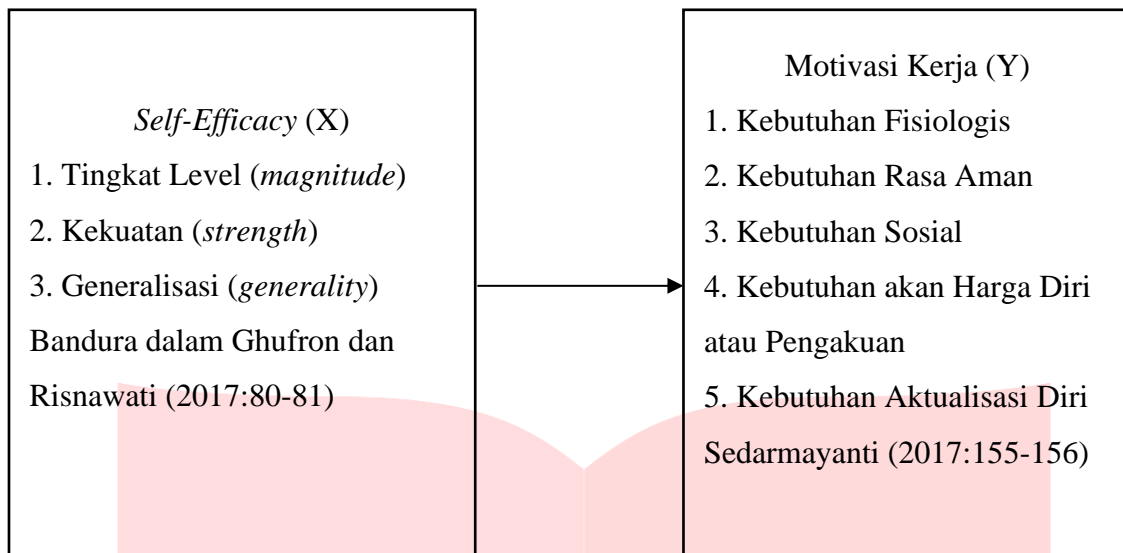 Self-Efficacy (X)
1. Tingkat Level (magnitude)
2. Kekuatan (strength)
3. Generalisasi (generality)
Bandura dalam Ghufron dan
Risnawati (2017:80-81)
Motivasi Kerja (Y)
1. Kebutuhan Fisiologis
2. Kebutuhan Rasa Aman
3. Kebutuhan Sosial
4. Kebutuhan akan Harga Diri
atau Pengakuan
5. Kebutuhan Aktualisasi Diri
Sedarmayanti (2017:155-156)